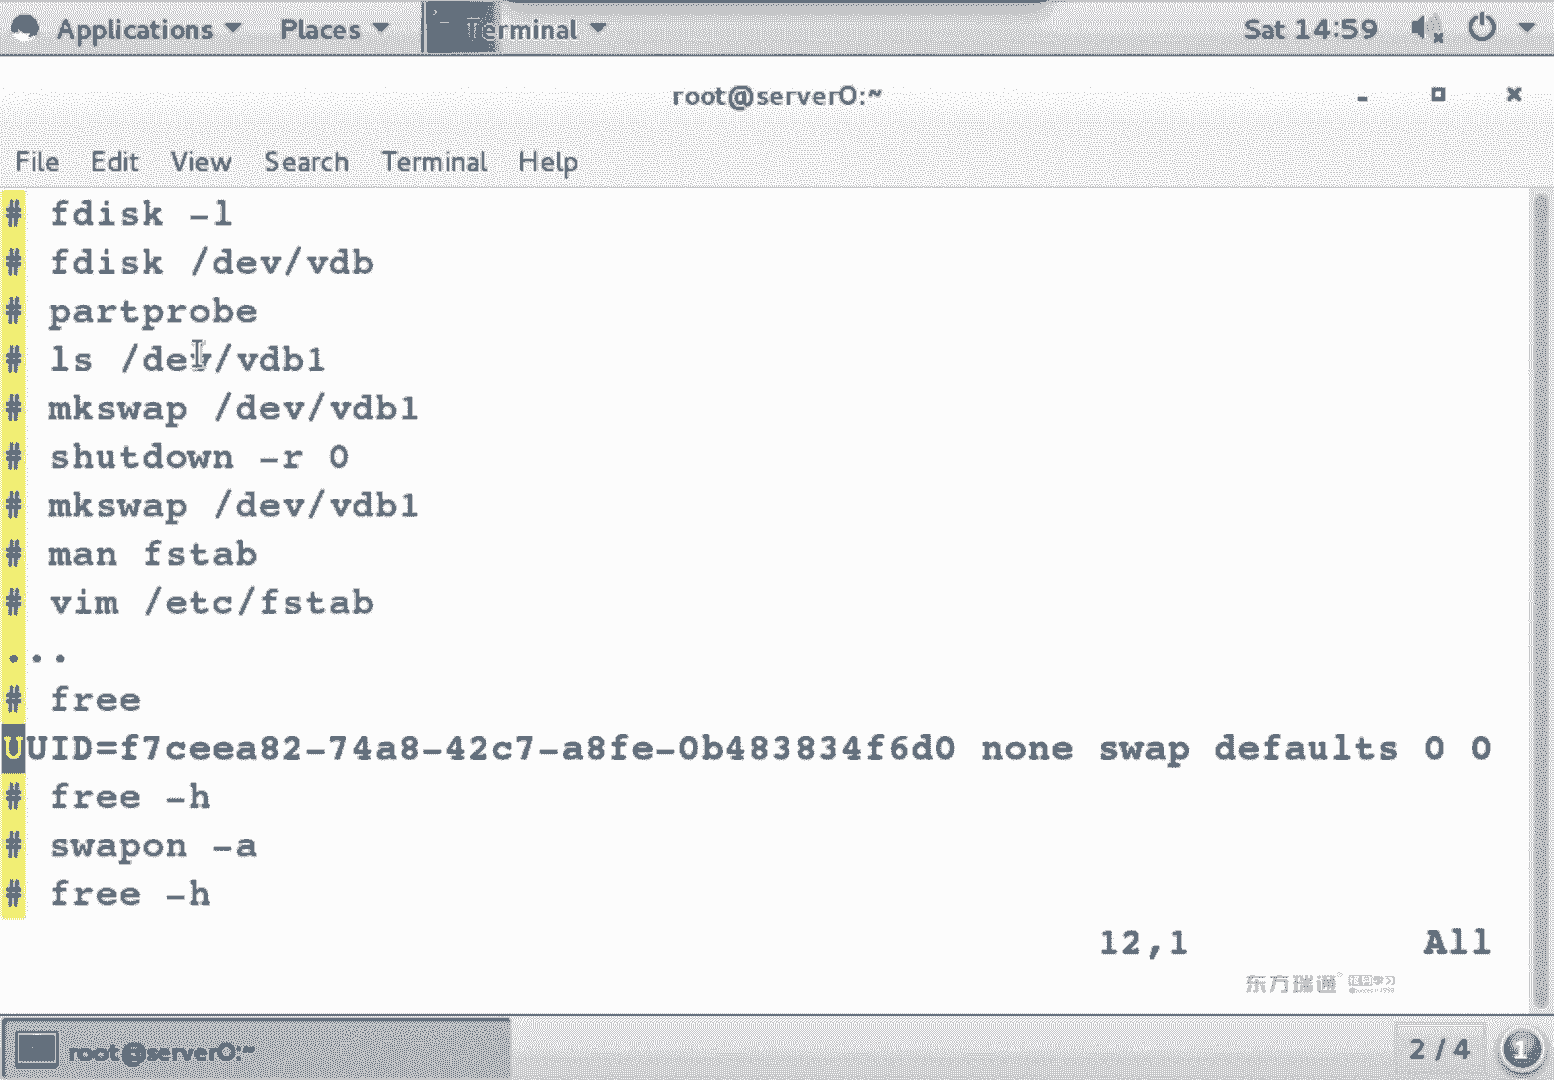 Applications Places Terminal Sat 14:59
root@server0:~
File Edit View Search Terminal Help
# fdisk -l
# fdisk /dev/vdb
# partprobe
# ls /dev/vdb1
# mkswap /dev/vdb1
# shutdown -r 0
# mkswap /dev/vdb1
# man fstab
# vim /etc/fstab
...
# free
UUID=f7ceea82-74a8-42c7-a8fe-0b483834f6d0 none swap defaults 0 0
# free -h
# swapon -a
# free -h
12,1 All
东方瑞通
root@server0:~ 2 / 4 1